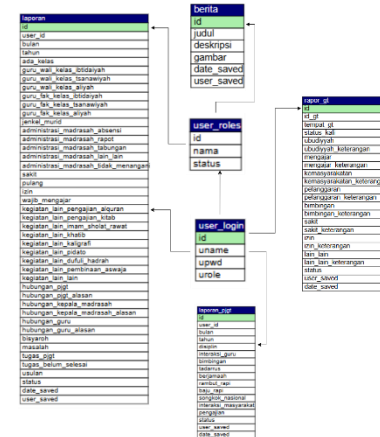 laporan
id
user_id
bulan
tahun
ada_kelas
guru_wali_kelas_ibtidaiyah
guru_wali_kelas_tsanawiyah
guru_wali_kelas_aliyah
guru_fak_kelas_ibtidaiyah
guru_fak_kelas_tsanawiyah
guru_fak_kelas_aliyah
jenkel_murid
administrasi_madrasah_absensi
administrasi_madrasah_rapot
administrasi_madrasah_tabungan
administrasi_madrasah_lain_lain
administrasi_madrasah_tidak_menangani
sakit
pulang
izin
wajib_mengajar
kegiatan_lain_pengajian_alquran
kegiatan_lain_pengajian_kitab
kegiatan_lain_imam_sholat_rawat
kegiatan_lain_khatib
kegiatan_lain_kaligrafi
kegiatan_lain_pidato
kegiatan_lain_dufuli_hadrah
kegiatan_lain_pembinaan_aswaja
kegiatan_lain_lain
hubungan_pjgt
hubungan_pjgt_alasan
hubungan_kepala_madrasah
hubungan_kepala_madrasah_alasan
hubungan_guru
hubungan_guru_alasan
bisyaroh
masalah
tugas_pjgt
tugas_belum_selesai
usulan
status
date_saved
user_saved
berita
id
judul
deskripsi
gambar
date_saved
user_saved
user_roles
id
nama
status
user_login
id
uname
upwd
urole
laporan_pjgt
id
user_id
bulan
tahun
disiplin
interaksi_guru
bimbingan
tadarrus
berjamaah
rambut_rapi
baju_rapi
songkok_nasional
interaksi_masyarakat
pengajian
status
user_saved
date_saved
rapor_gt
id
id_gt
tempat_gt
status_kali
ubudiyyah
ubudiyyah_keterangan
mengajar
mengajar_keterangan
kemasyarakatan
kemasyarakatan_keterang
pelanggaran
pelanggaran_keterangan
bimbingan
bimbingan_keterangan
sakit
sakit_keterangan
izin
izin_keterangan
lain_lain
lain_lain_keterangan
status
user_saved
date_saved